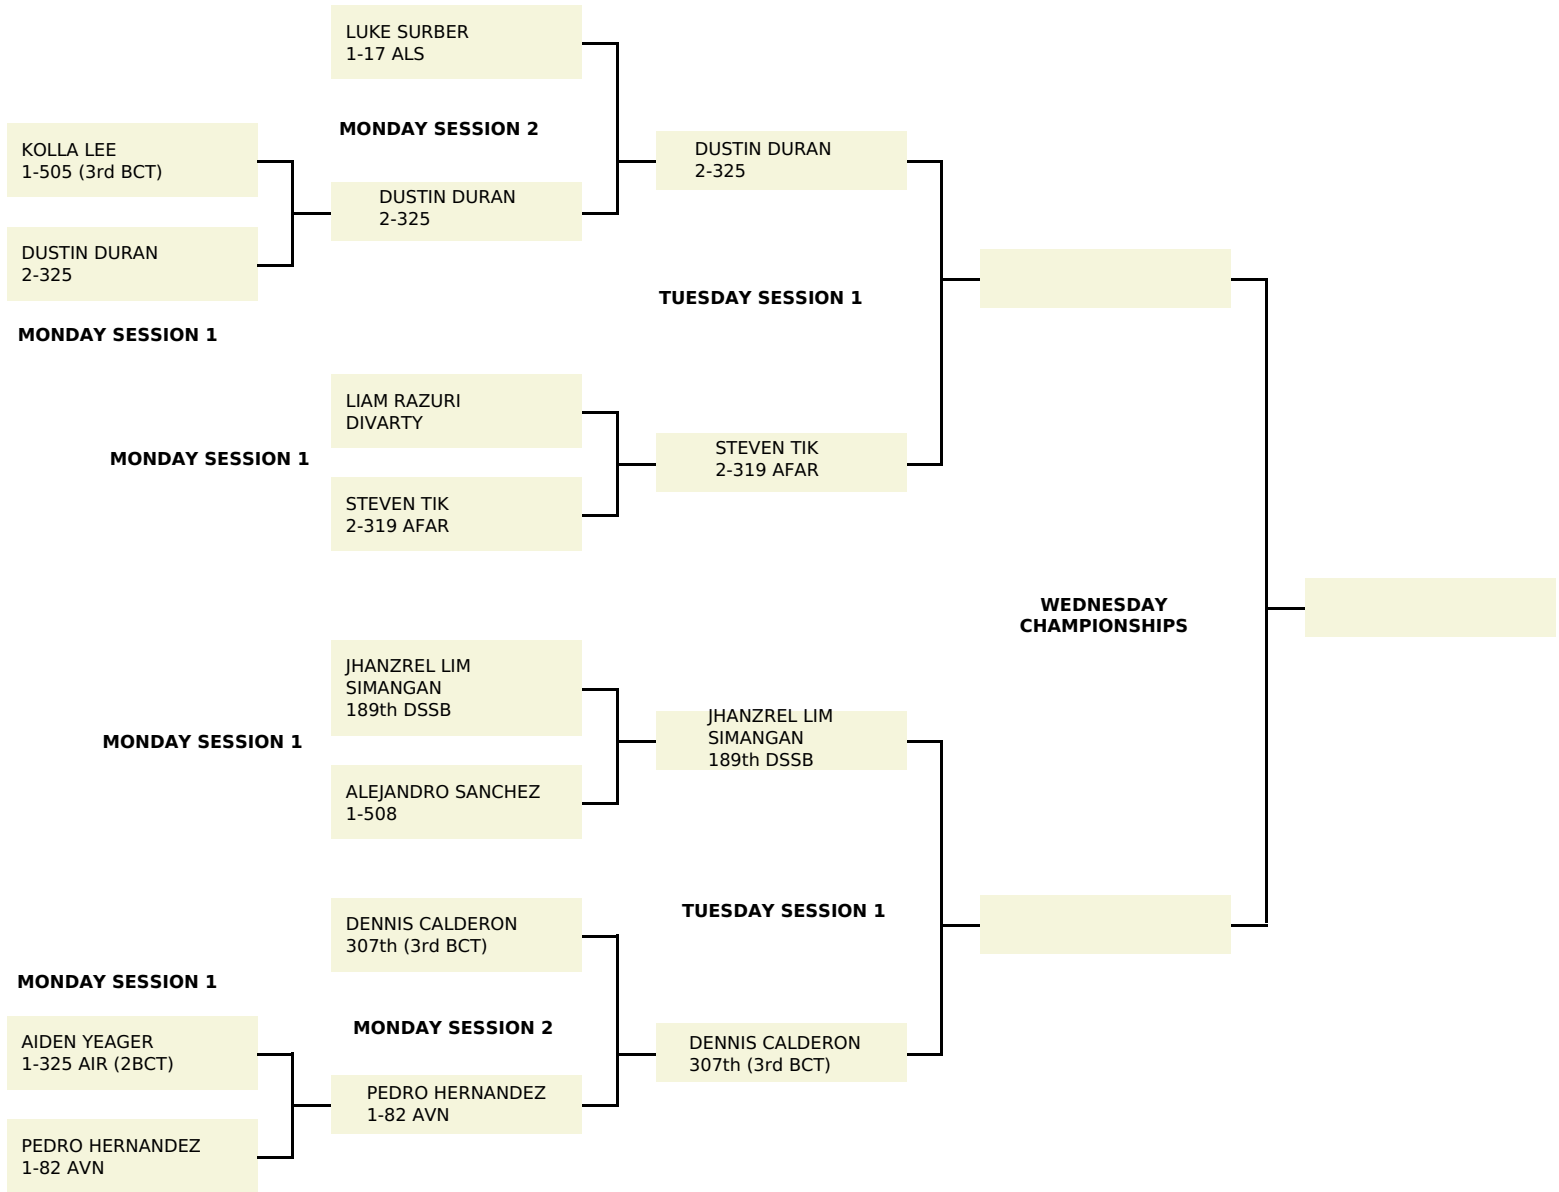 LUKE SURBER
1-17 ALS
MONDAY SESSION 2
KOLLA LEE
1-505 (3rd BCT)
DUSTIN DURAN
2-325
DUSTIN DURAN
2-325
DUSTIN DURAN
2-325
MONDAY SESSION 1
TUESDAY SESSION 1
LIAM RAZURI
DIVARTY
MONDAY SESSION 1
STEVEN TIK
2-319 AFAR
STEVEN TIK
2-319 AFAR
WEDNESDAY
CHAMPIONSHIPS
JHANZREL LIM
SIMANGAN
189th DSSB
MONDAY SESSION 1
JHANZREL LIM
SIMANGAN
189th DSSB
ALEJANDRO SANCHEZ
1-508
TUESDAY SESSION 1
DENNIS CALDERON
307th (3rd BCT)
MONDAY SESSION 1
MONDAY SESSION 2
AIDEN YEAGER
1-325 AIR (2BCT)
DENNIS CALDERON
307th (3rd BCT)
PEDRO HERNANDEZ
1-82 AVN
PEDRO HERNANDEZ
1-82 AVN